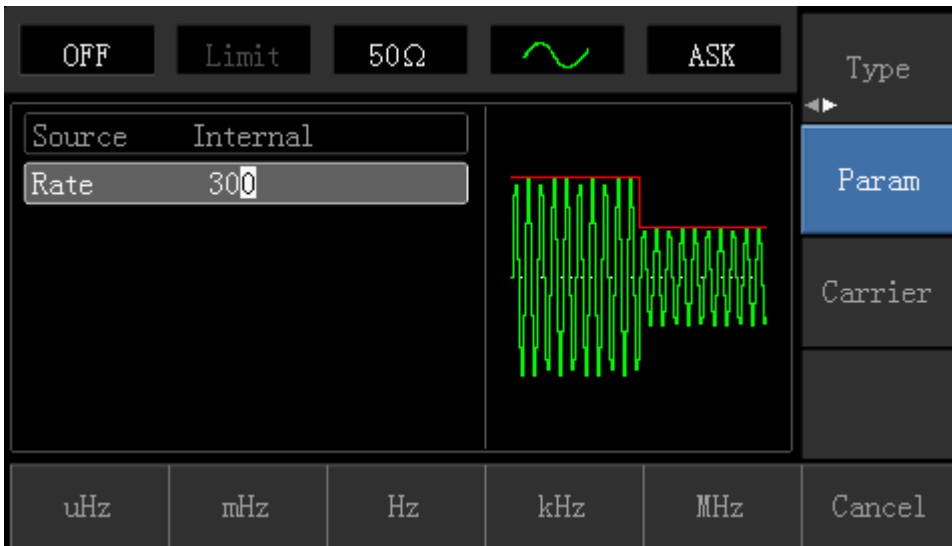 OFF Limit 50Ω ASK
Type
Source Internal
Rate 300
Param
Carrier
uHz mHz Hz kHz MHz Cancel